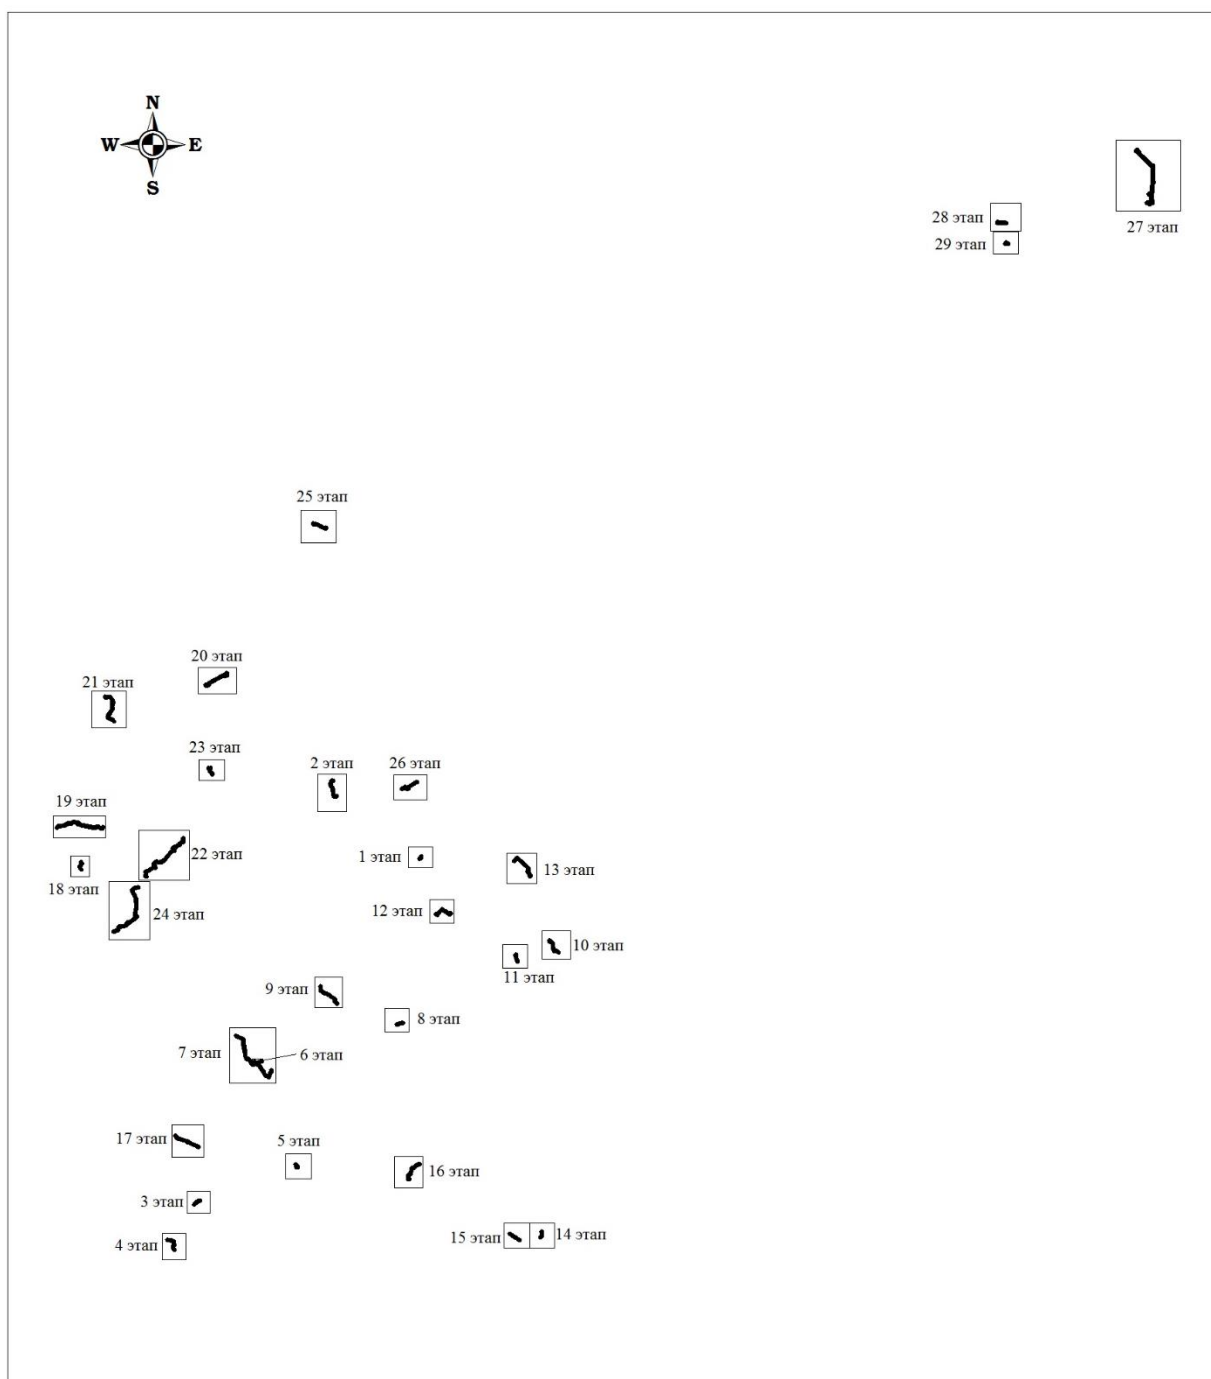 N
W E
S
28 этап
27 этап
29 этап
25 этап
20 этап
21 этап
23 этап
2 этап
26 этап
19 этап
22 этап
1 этап
13 этап
18 этап
12 этап
24 этап
10 этап
11 этап
9 этап
8 этап
7 этап
6 этап
17 этап
5 этап
16 этап
3 этап
15 этап
14 этап
4 этап